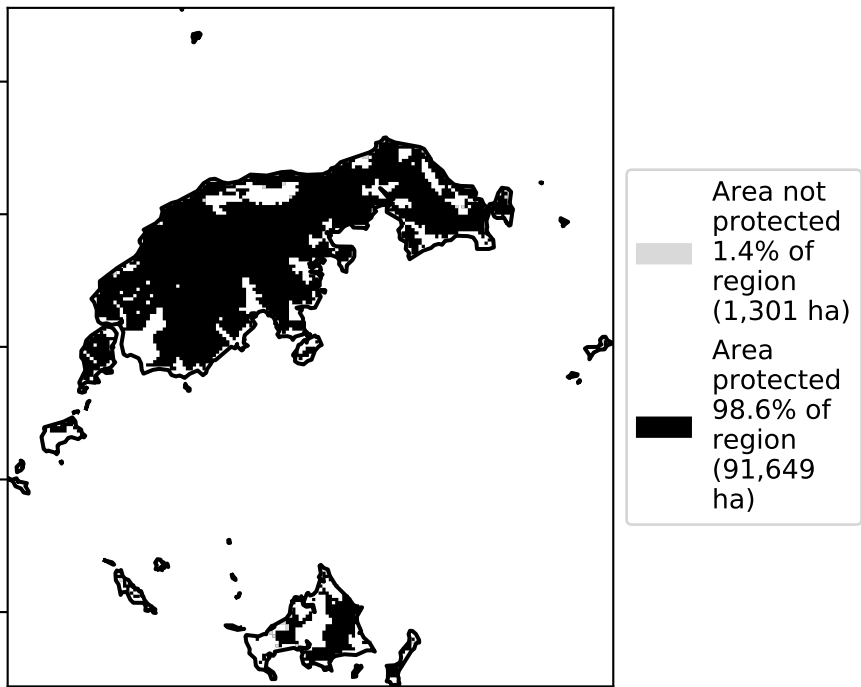 Area not
protected
1.4% of
region
(1,301 ha)
Area
protected
98.6% of
region
(91,649
ha)